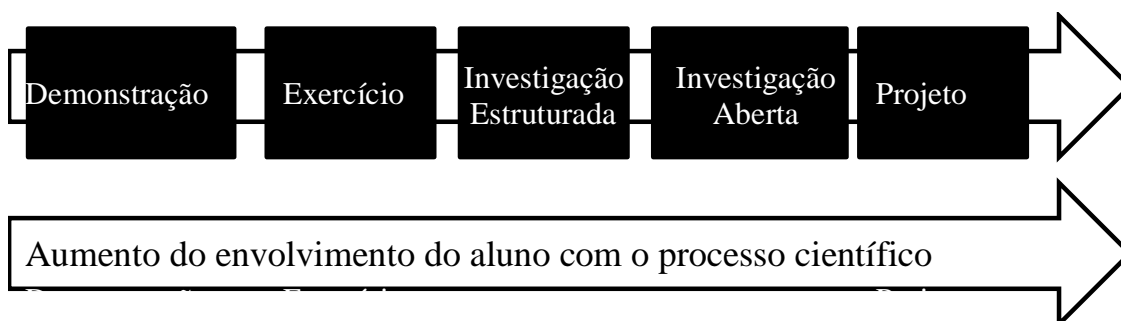 Demonstração
Exercício
Investigação
Estruturada
Investigação
Aberta
Projeto
Aumento do envolvimento do aluno com o processo científico